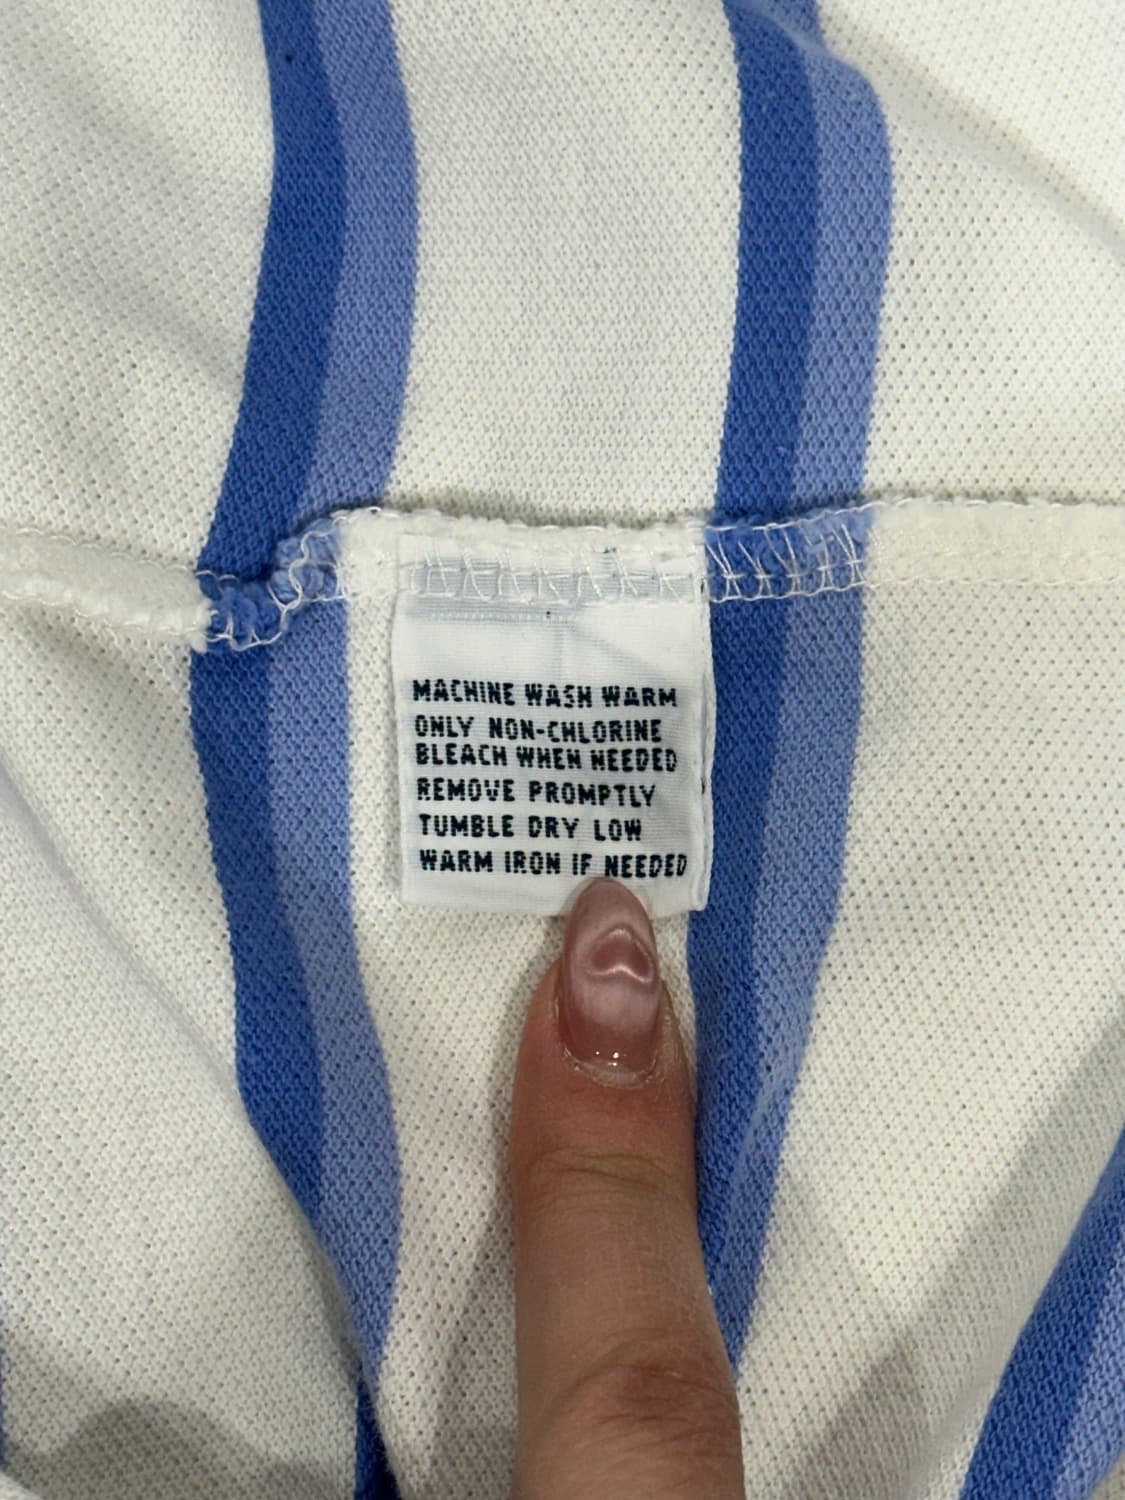 MACHINE WASH WARM
ONLY NON-CHLORINE
BLEACH WHEN NEEDED
REMOVE PROMPTLY
TUMBLE DRY LOW
WARM IRON IF NEEDED